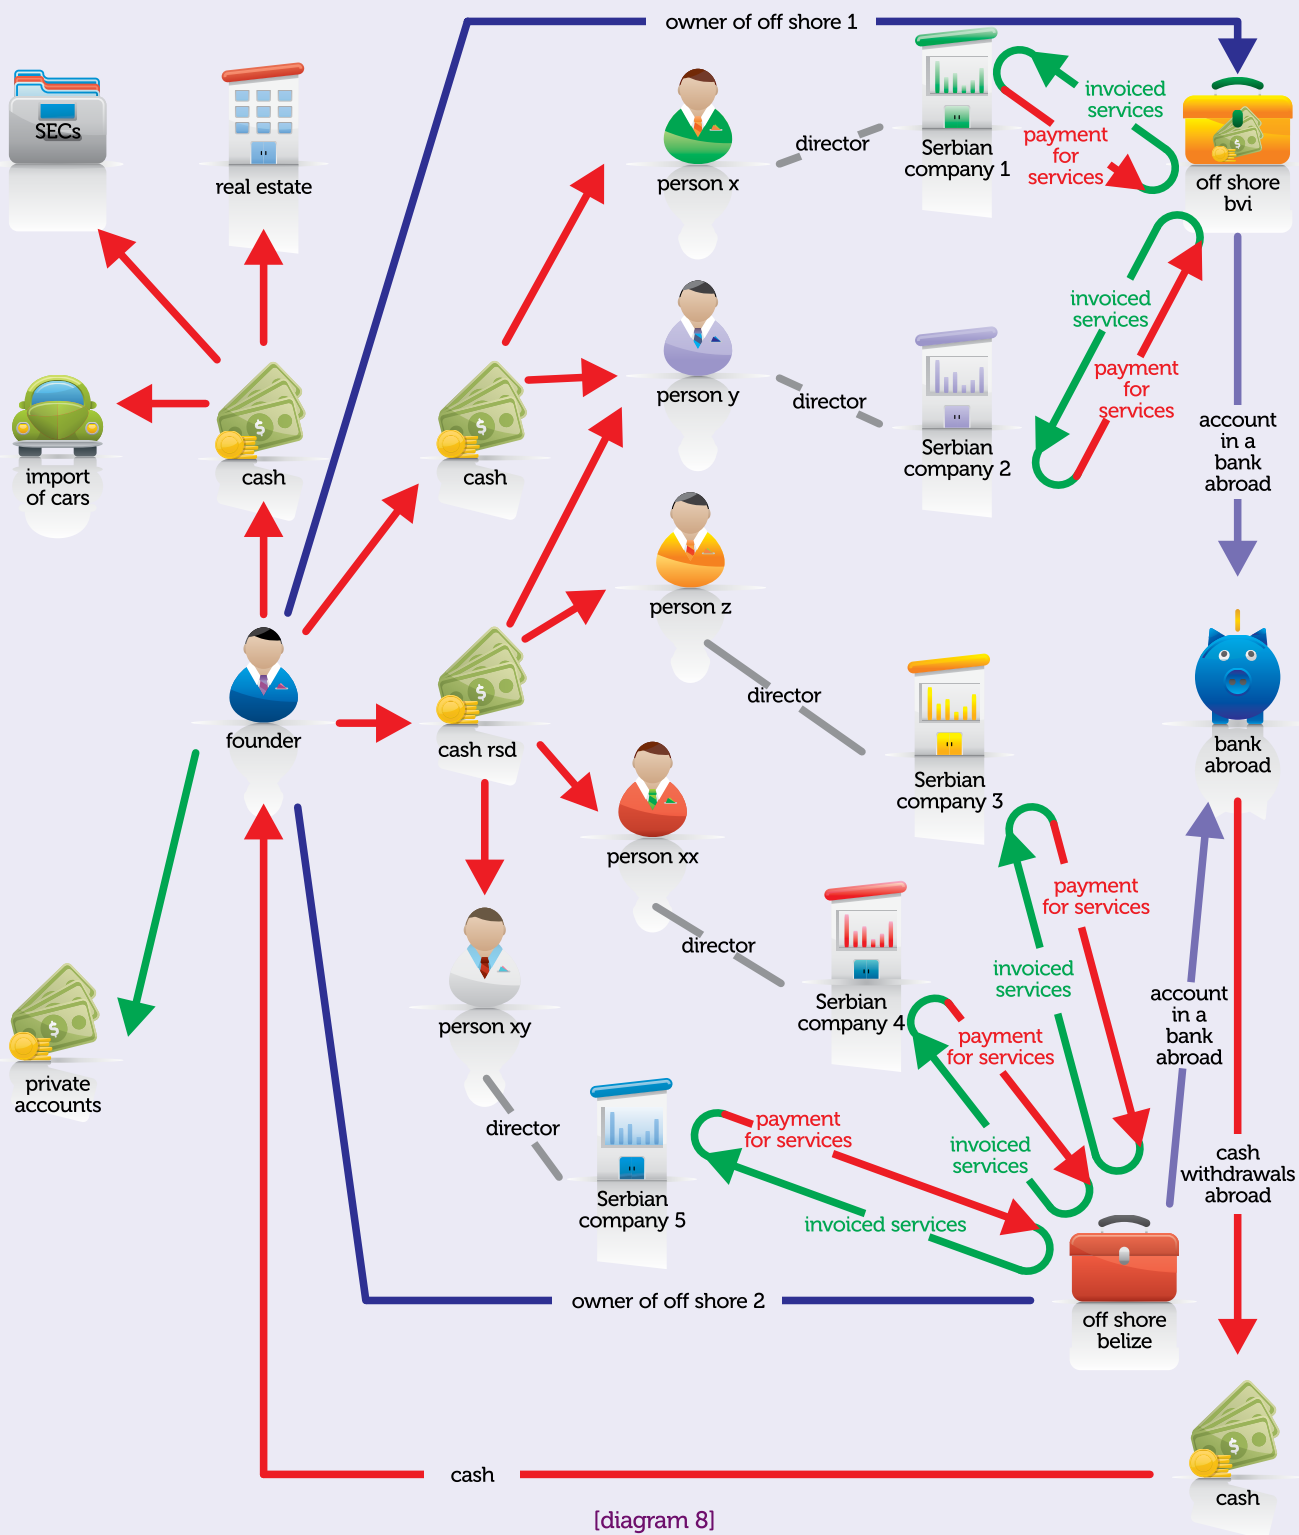 owner of off shore 1
SECs
real estate
person x
director
Serbian
company 1
invoiced
services
payment
for
services
off shore
bvi
invoiced
services
payment
for
services
person y
director
Serbian
company 2
account
in a
bank
abroad
import
of cars
cash
cash
person z
director
founder
cash rsd
Serbian
company 3
bank
abroad
person xx
director
payment
for services
invoiced
services
account
in a
bank
abroad
Serbian
company 4
payment
for services
person xy
private
accounts
director
payment
for services
invoiced
services
cash
withdrawals
abroad
Serbian
company 5
invoiced services
owner of off shore 2
off shore
belize
cash
cash
[diagram 8]